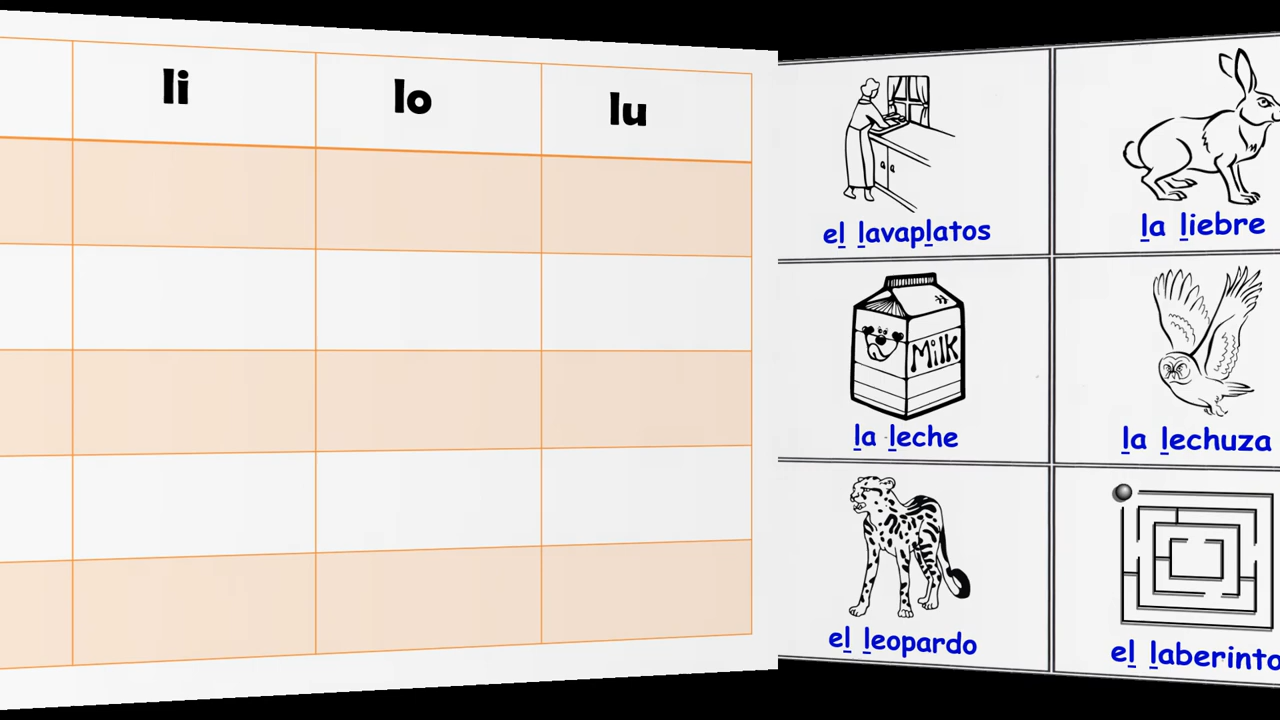 li lo lu
el lavaplatos la liebre
MILK
la leche la lechuza
el leopardo el laberinto